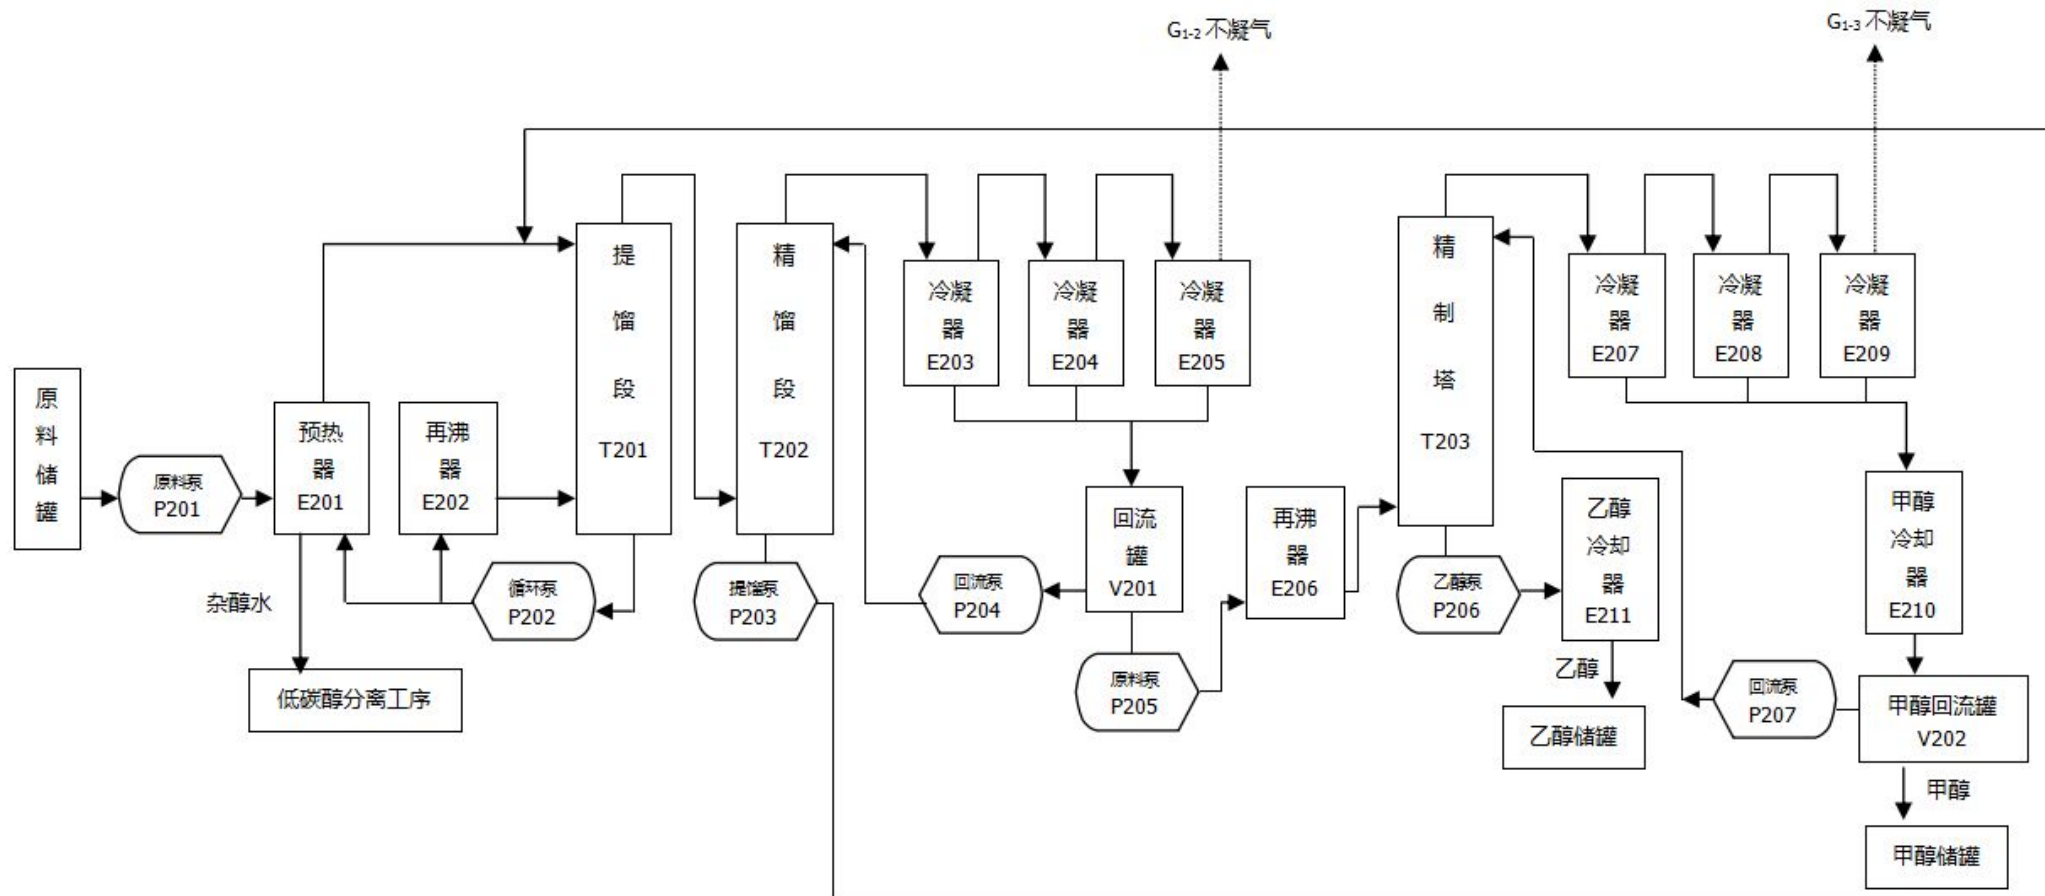 G1-2 不凝气
G1-3 不凝气
原
料
储
罐
原料泵
P201
预热
器
E201
再沸
器
E202
提
馏
段
T201
循环泵
P202
杂醇水
低碳醇分离工序
精
馏
段
T202
提馏泵
P203
冷凝
器
E203
冷凝
器
E204
冷凝
器
E205
回流
罐
V201
回流泵
P204
原料泵
P205
再沸
器
E206
精
制
塔
T203
乙醇泵
P206
乙醇
冷却
器
E211
乙醇
乙醇储罐
冷凝
器
E207
冷凝
器
E208
冷凝
器
E209
甲醇
冷却
器
E210
回流泵
P207
甲醇回流罐
V202
甲醇
甲醇储罐